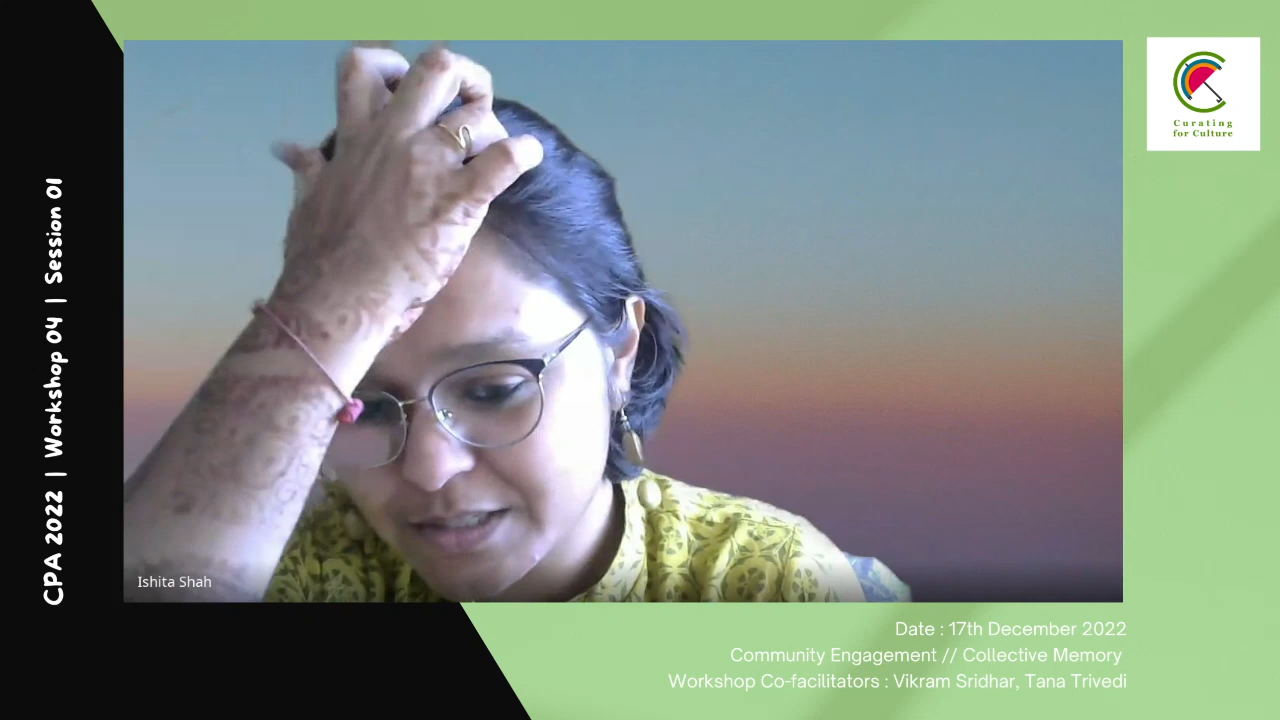 CPA 2022 | Workshop 04 | Session 01
Curating
for Culture
Ishita Shah
Date : 17th December 2022
Community Engagement // Collective Memory
Workshop Co-facilitators : Vikram Sridhar, Tana Trivedi